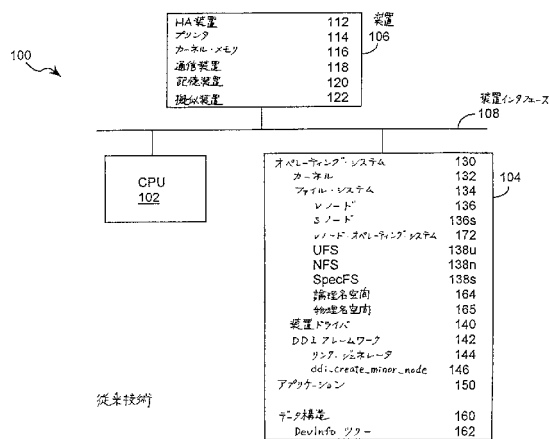 100
HA装置 112
プリンタ 114
カーネル・メモリ 116
通信装置 118
記憶装置 120
擬似装置 122
装置
106
装置インタフェース
108
CPU
102
オペレーティング・システム 130
カーネル 132
ファイル・システム 134
vノード 136
sノード 136s
vノード・オペレーティング・システム 172
UFS 138u
NFS 138n
SpecFS 138s
論理名空間 164
物理名空間 165
装置ドライバ 140
DDIフレームワーク 142
リンク・ジェネレータ 144
ddi_create_minor_node 146
アプリケーション 150
データ構造 160
Devinfo ツリー 162
104
従来技術